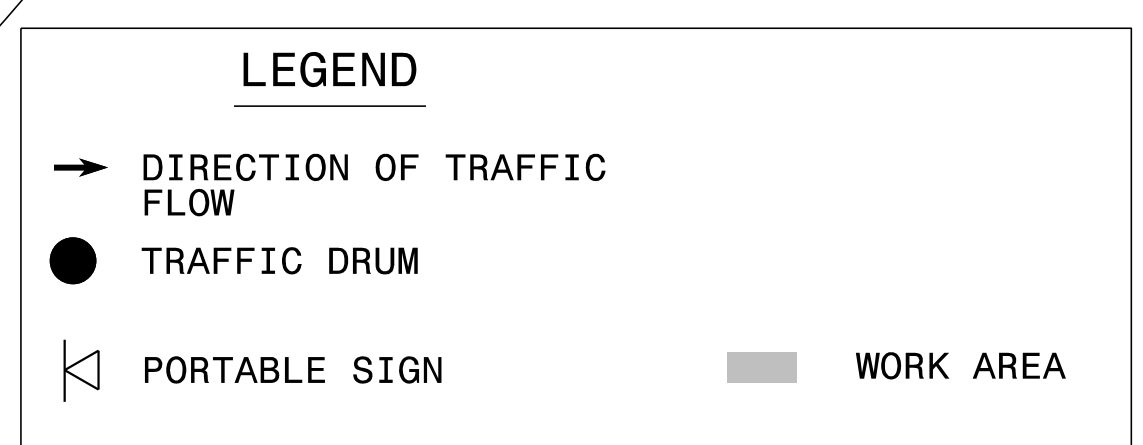 LEGEND
DIRECTION OF TRAFFIC
FLOW
TRAFFIC DRUM
PORTABLE SIGN
WORK AREA